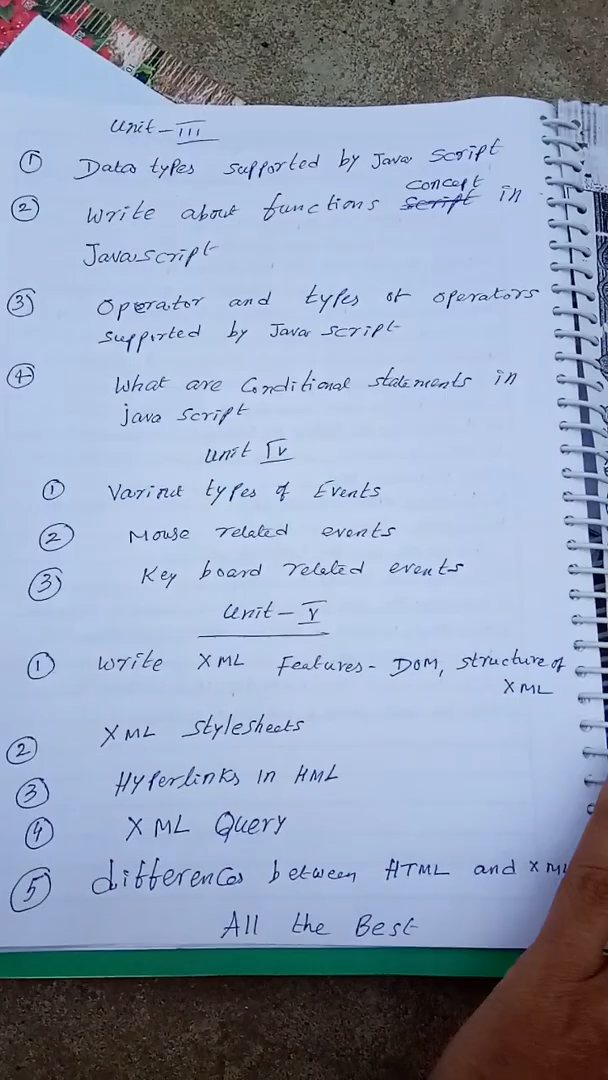 Unit - III
① Data types supported by Java Script
concept
② Write about functions script in
Javascript
③ Operator and types of operators
supported by Java script
④ What are Conditional statements in
java script
Unit IV
① Varinut types of Events
② Mouse related events
③ Key board related events
Unit - V
① Write XML Features - DOM, structure of
XML
② XML Stylesheets
③ Hyperlinks in HML
④ XML Query
⑤ differences between HTML and XML
All the Best